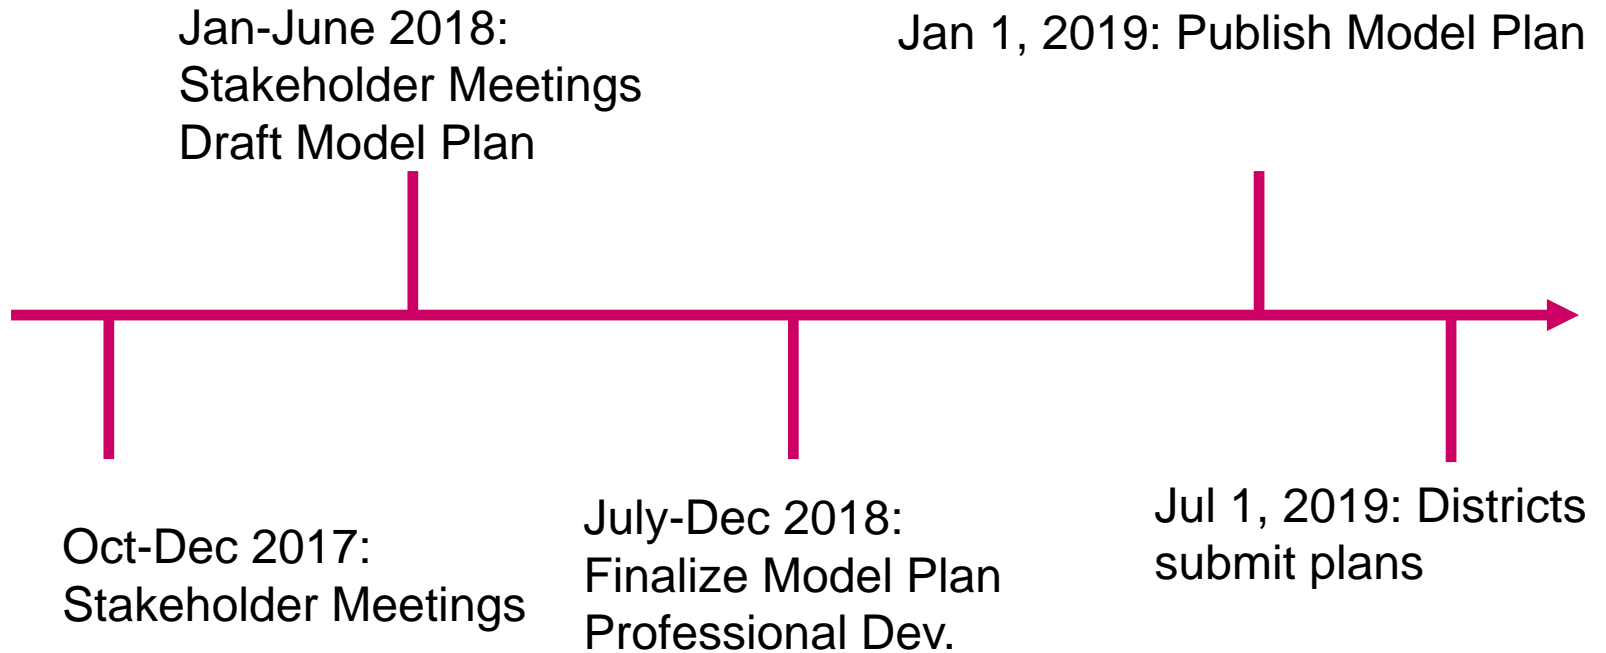 Jan-June 2018:
Stakeholder Meetings
Draft Model Plan
Jan 1, 2019: Publish Model Plan
Oct-Dec 2017:
Stakeholder Meetings
July-Dec 2018:
Finalize Model Plan
Professional Dev.
Jul 1, 2019: Districts
submit plans